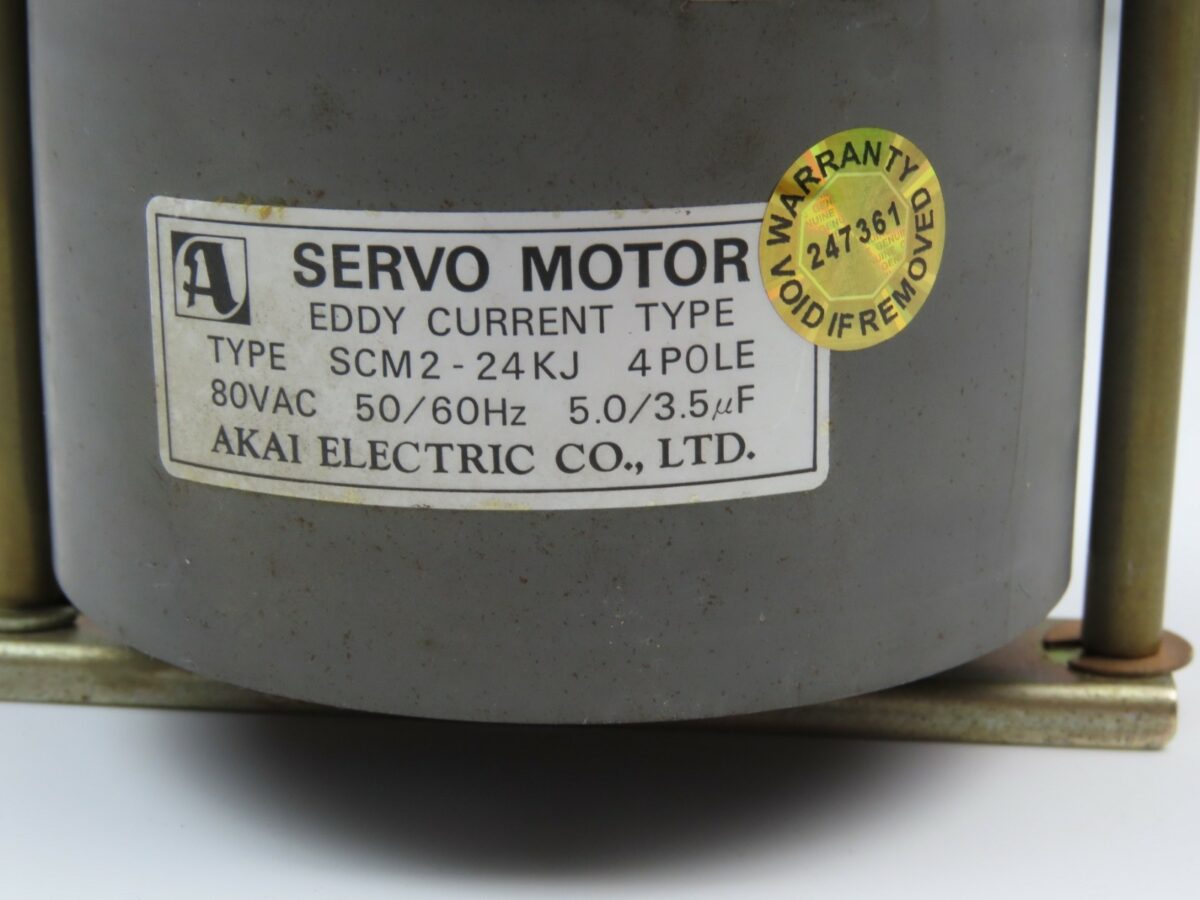 A SERVO MOTOR
EDDY CURRENT TYPE
TYPE SCM2-24KJ 4POLE
80VAC 50/60Hz 5.0/3.5μF
AKAI ELECTRIC CO., LTD.
WARRANTY VOID IF REMOVED
247361